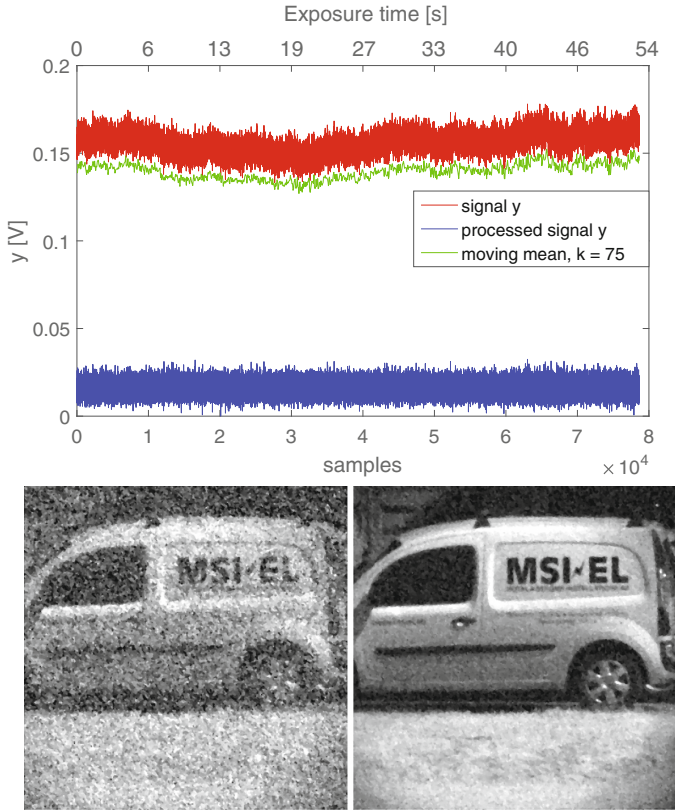 Exposure time [s]
0 6 13 20 27 33 40 46 54
0.2
0.15
0.1
0.05
0
y [V]
signal y
processed signal y
moving mean, k = 75
0 1 2 3 4 5 6 7 8
samples
× 10^4
MSI EL
MSI EL